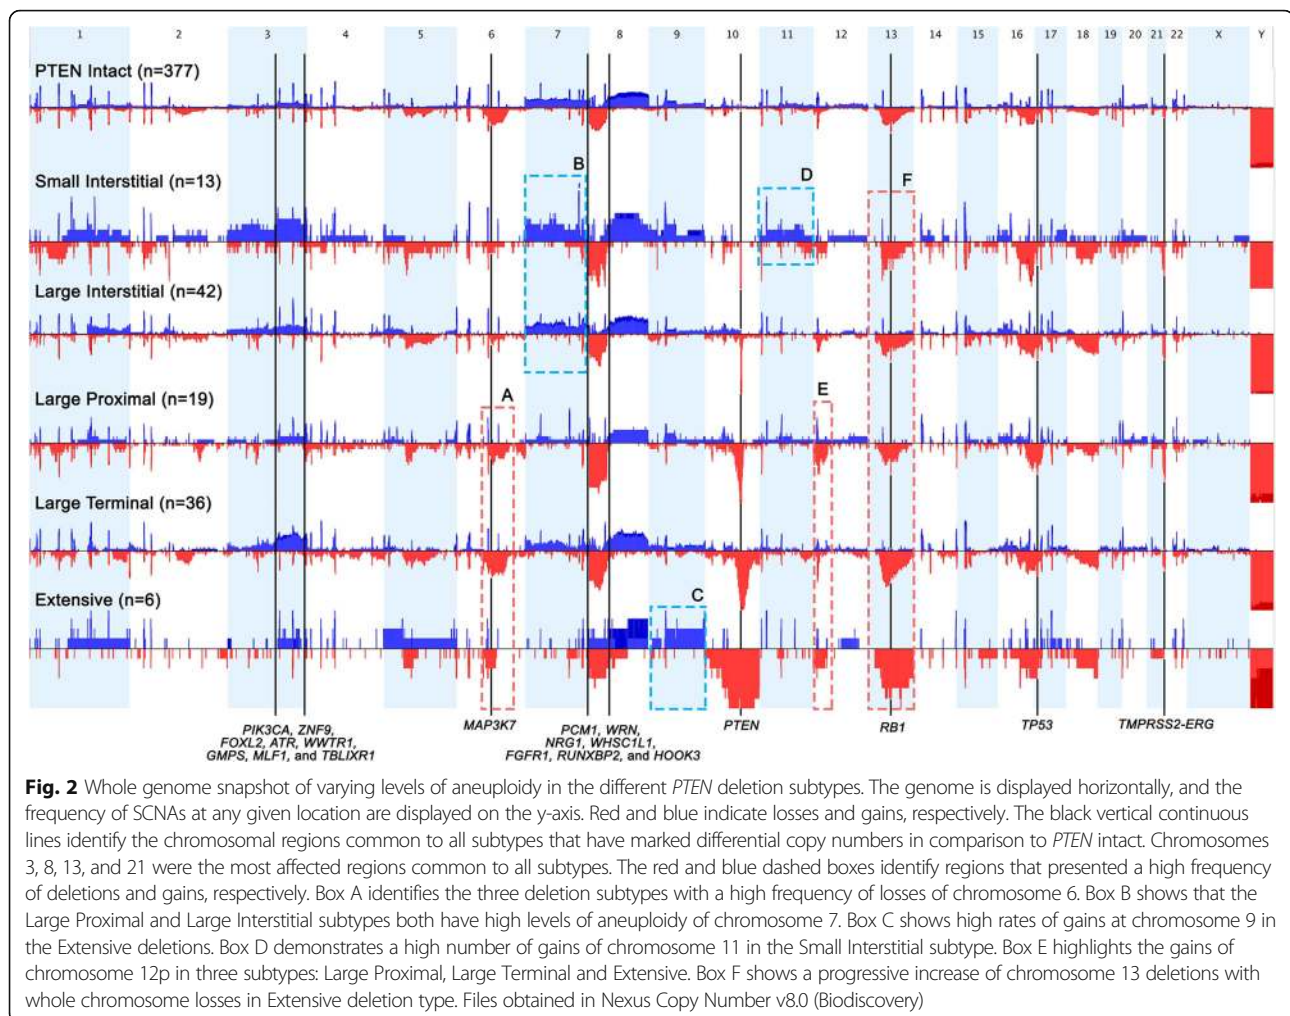 1 2 3 4 5 6 7 8 9 10 11 12 13 14 15 16 17 18 19 20 21 22 X Y
PTEN Intact (n=377)
B
Small Interstitial (n=13)
D
F
Large Interstitial (n=42)
A
E
Large Proximal (n=19)
Large Terminal (n=36)
C
Extensive (n=6)
PIK3CA, ZNF9,
FOXL2, ATR, WWTR1,
GMPS, MLF1, and TBLIXR1
MAP3K7
PCM1, WRN,
NRG1, WHSC1L1,
FGFR1, RUNXBP2, and HOOK3
PTEN
RB1
TP53
TMPRSS2-ERG
Fig. 2 Whole genome snapshot of varying levels of aneuploidy in the different PTEN deletion subtypes. The genome is displayed horizontally, and the
frequency of SCNAs at any given location are displayed on the y-axis. Red and blue indicate losses and gains, respectively. The black vertical continuous
lines identify the chromosomal regions common to all subtypes that have marked differential copy numbers in comparison to PTEN intact. Chromosomes
3, 8, 13, and 21 were the most affected regions common to all subtypes. The red and blue dashed boxes identify regions that presented a high frequency
of deletions and gains, respectively. Box A identifies the three deletion subtypes with a high frequency of losses of chromosome 6. Box B shows that the
Large Proximal and Large Interstitial subtypes both have high levels of aneuploidy of chromosome 7. Box C shows high rates of gains at chromosome 9 in
the Extensive deletions. Box D demonstrates a high number of gains of chromosome 11 in the Small Interstitial subtype. Box E highlights the gains of
chromosome 12p in three subtypes: Large Proximal, Large Terminal and Extensive. Box F shows a progressive increase of chromosome 13 deletions with
whole chromosome losses in Extensive deletion type. Files obtained in Nexus Copy Number v8.0 (Biodiscovery)